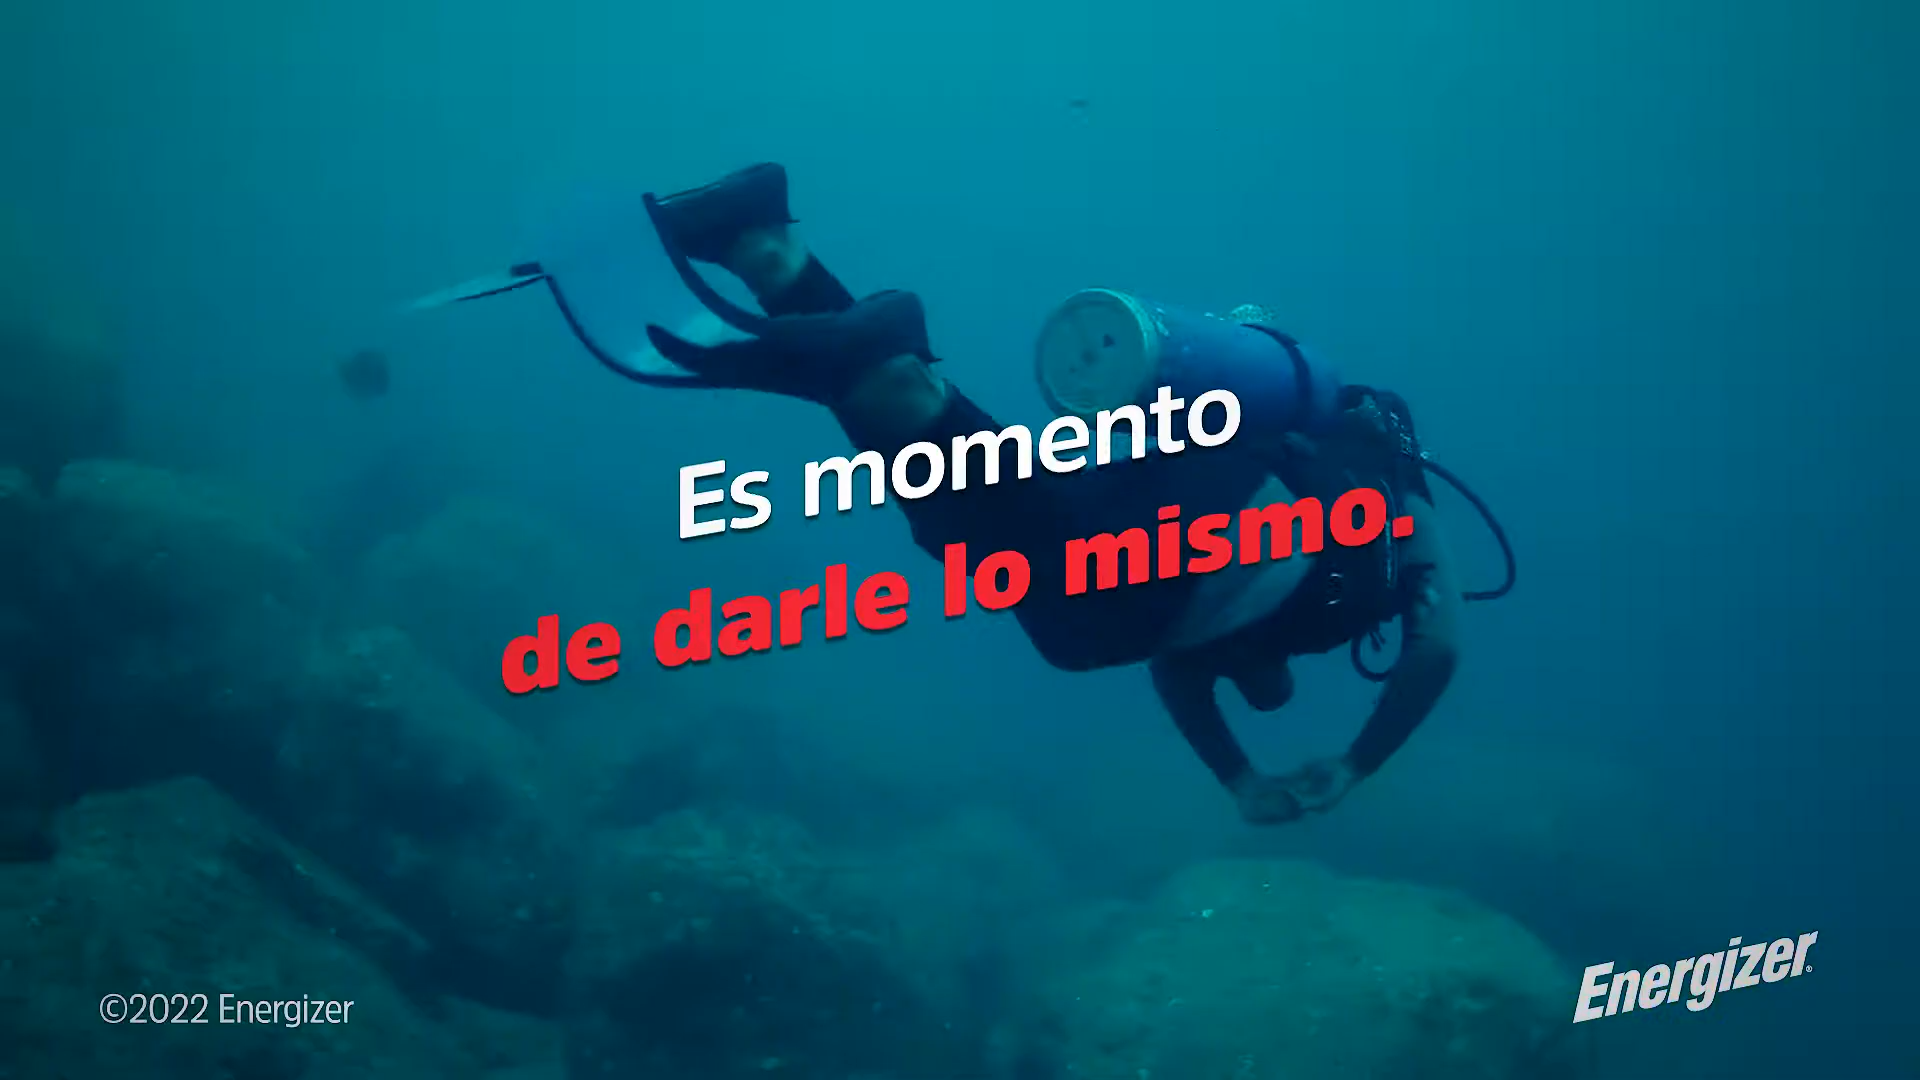 Es momento
de darle lo mismo.
©2022 Energizer
Energizer